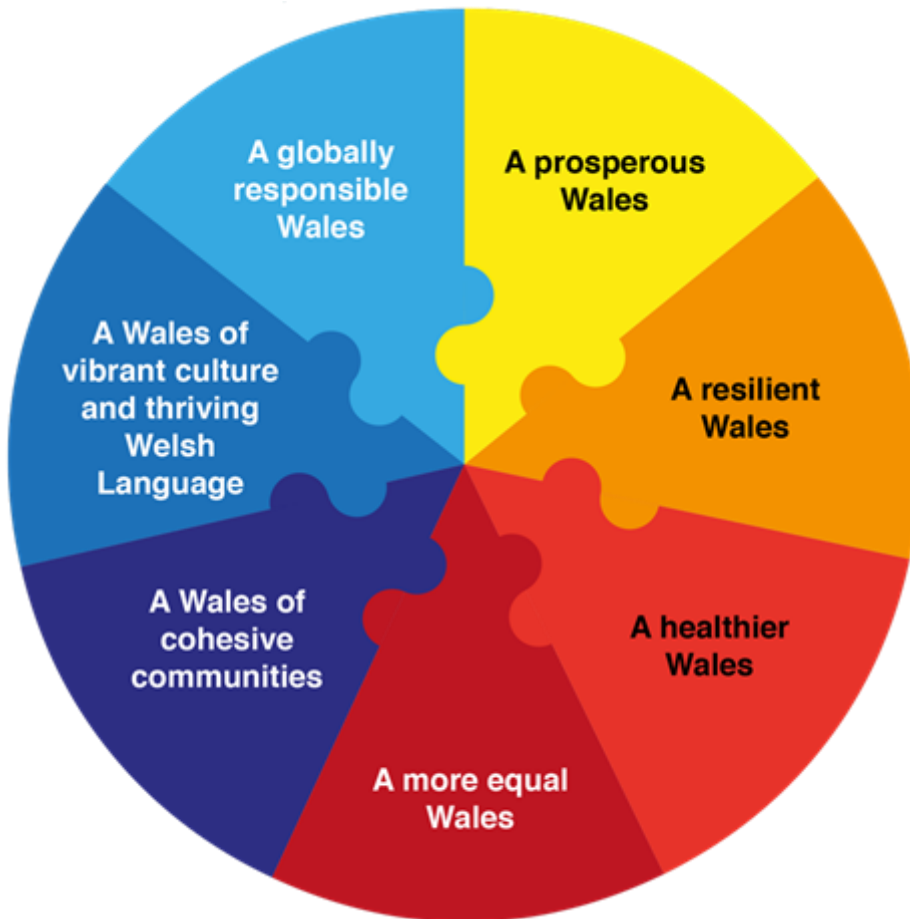 A prosperous
Wales
A resilient
Wales
A healthier
Wales
A more equal
Wales
A Wales of
cohesive
communities
A Wales of
vibrant culture
and thriving
Welsh
Language
A globally
responsible
Wales